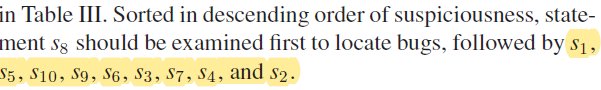 in Table III. Sorted in descending order of suspiciousness, state-
ment s₈ should be examined first to locate bugs, followed by s₁,
s₅, s₁₀, s₉, s₆, s₃, s₇, s₄, and s₂.